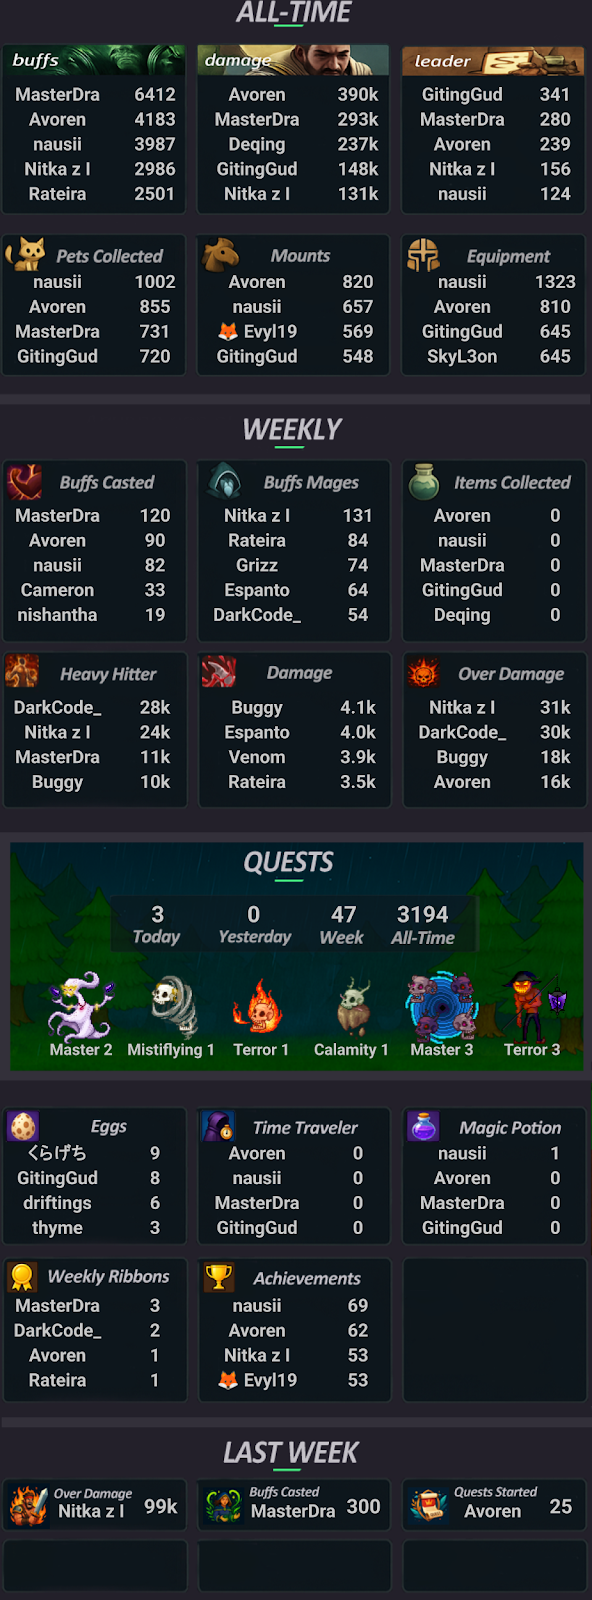 ALL-TIME
buffs
MasterDra 6412
Avoren 4183
nausii 3987
Nitka z I 2986
Rateira 2501
damage
Avoren 390k
MasterDra 293k
Deqing 237k
GitingGud 148k
Nitka z I 131k
leader
GitingGud 341
MasterDra 280
Avoren 239
Nitka z I 156
nausii 124
Pets Collected
nausii 1002
Avoren 855
MasterDra 731
GitingGud 720
Mounts
Avoren 820
nausii 657
🦊 Evyl19 569
GitingGud 548
Equipment
nausii 1323
Avoren 810
GitingGud 645
SkyL3on 645
WEEKLY
Buffs Casted
MasterDra 120
Avoren 90
nausii 82
Cameron 33
nishantha 19
Buffs Mages
Nitka z I 131
Rateira 84
Grizz 74
Espanto 64
DarkCode_ 54
Items Collected
Avoren 0
nausii 0
MasterDra 0
GitingGud 0
Deqing 0
Heavy Hitter
DarkCode_ 28k
Nitka z I 24k
MasterDra 11k
Buggy 10k
Damage
Buggy 4.1k
Espanto 4.0k
Venom 3.9k
Rateira 3.5k
Over Damage
Nitka z I 31k
DarkCode_ 30k
Buggy 18k
Avoren 16k
QUESTS
3 0 47 3194
Today Yesterday Week All-Time
Master 2 Mistiflying 1 Terror 1 Calamity 1 Master 3 Terror 3
Eggs
くらげち 9
GitingGud 8
driftings 6
thyme 3
Time Traveler
Avoren 0
nausii 0
MasterDra 0
GitingGud 0
Magic Potion
nausii 1
Avoren 0
MasterDra 0
GitingGud 0
Weekly Ribbons
MasterDra 3
DarkCode_ 2
Avoren 1
Rateira 1
Achievements
nausii 69
Avoren 62
Nitka z I 53
🦊 Evyl19 53
LAST WEEK
Over Damage
Nitka z I 99k
Buffs Casted
MasterDra 300
Quests Started
Avoren 25